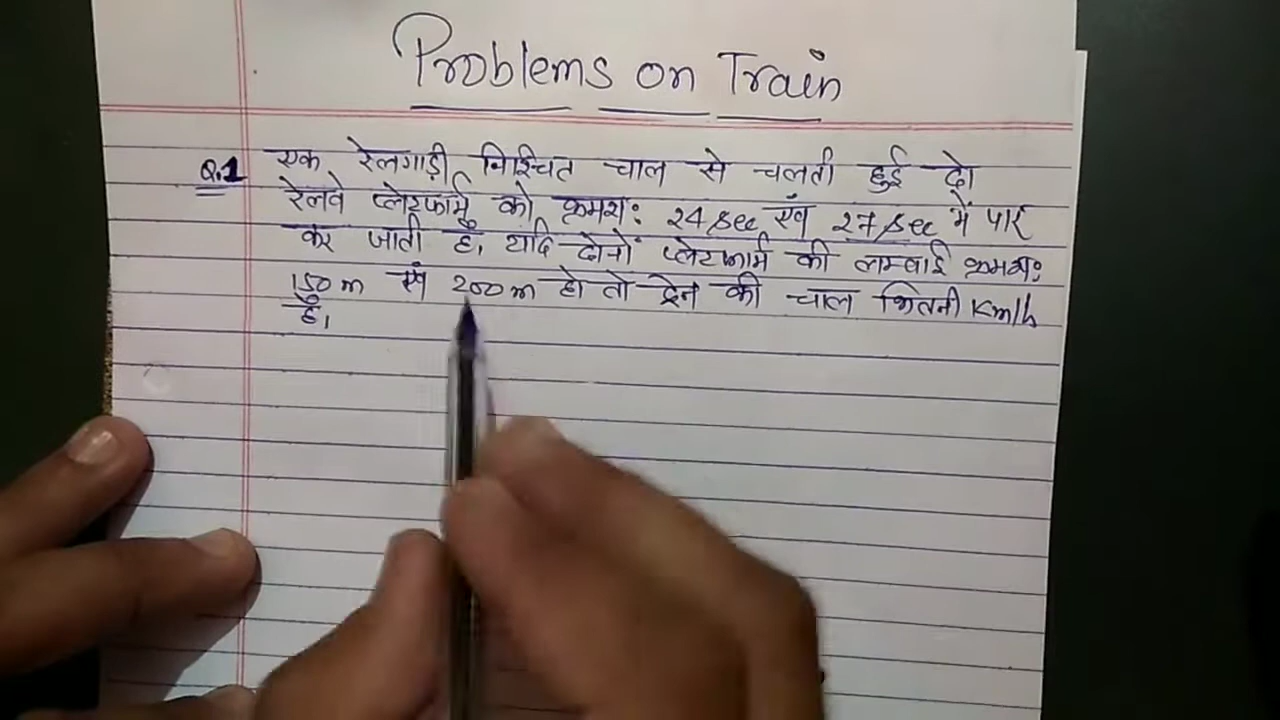 Problems on Train
Q.1 एक रेलगाड़ी निश्चित चाल से चलती हुई दो
रेलवे प्लेटफार्म को क्रमश: 24 sec एवं 27 sec में पार
कर जाती है, यदि दोनों प्लेटफार्म की लाम्बाई क्रमश:
150 m एवं 200 m हो तो ट्रेन की चाल कितनी Km/h
है,